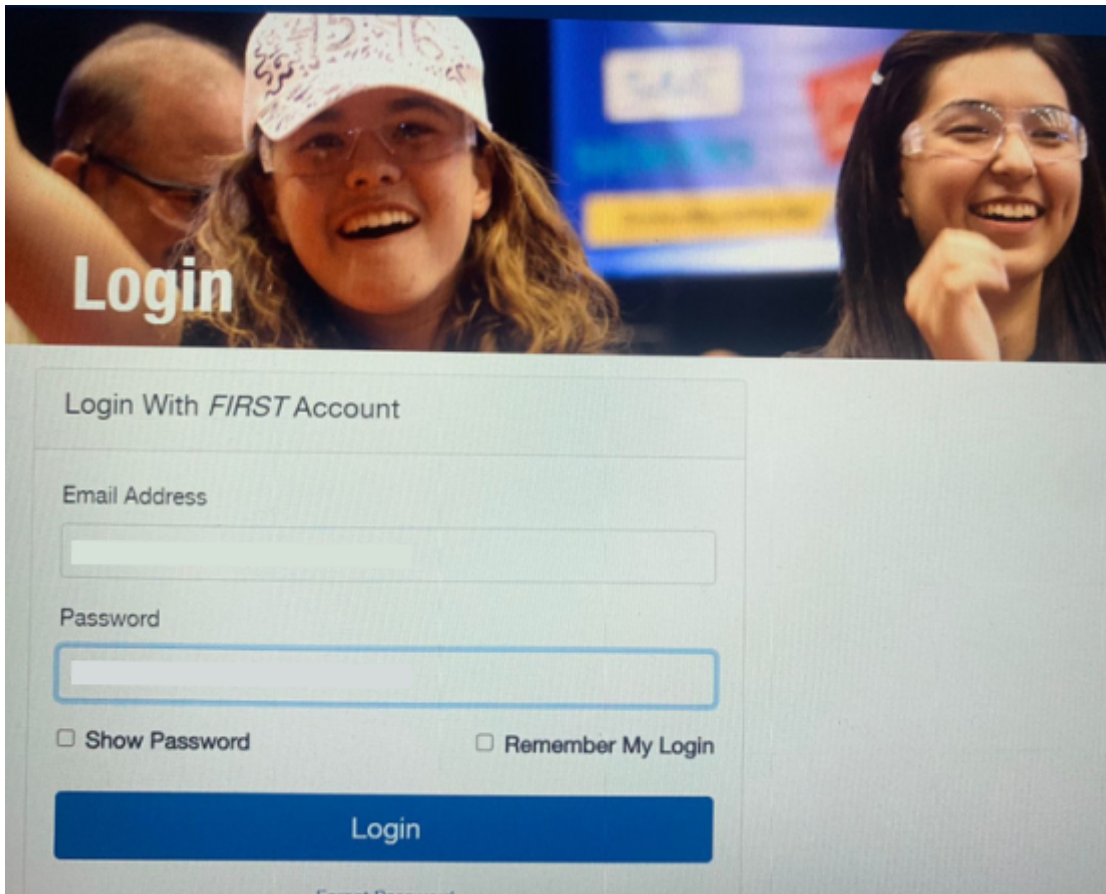 Login
Login With FIRST Account
Email Address
Password
Show Password
Remember My Login
Login